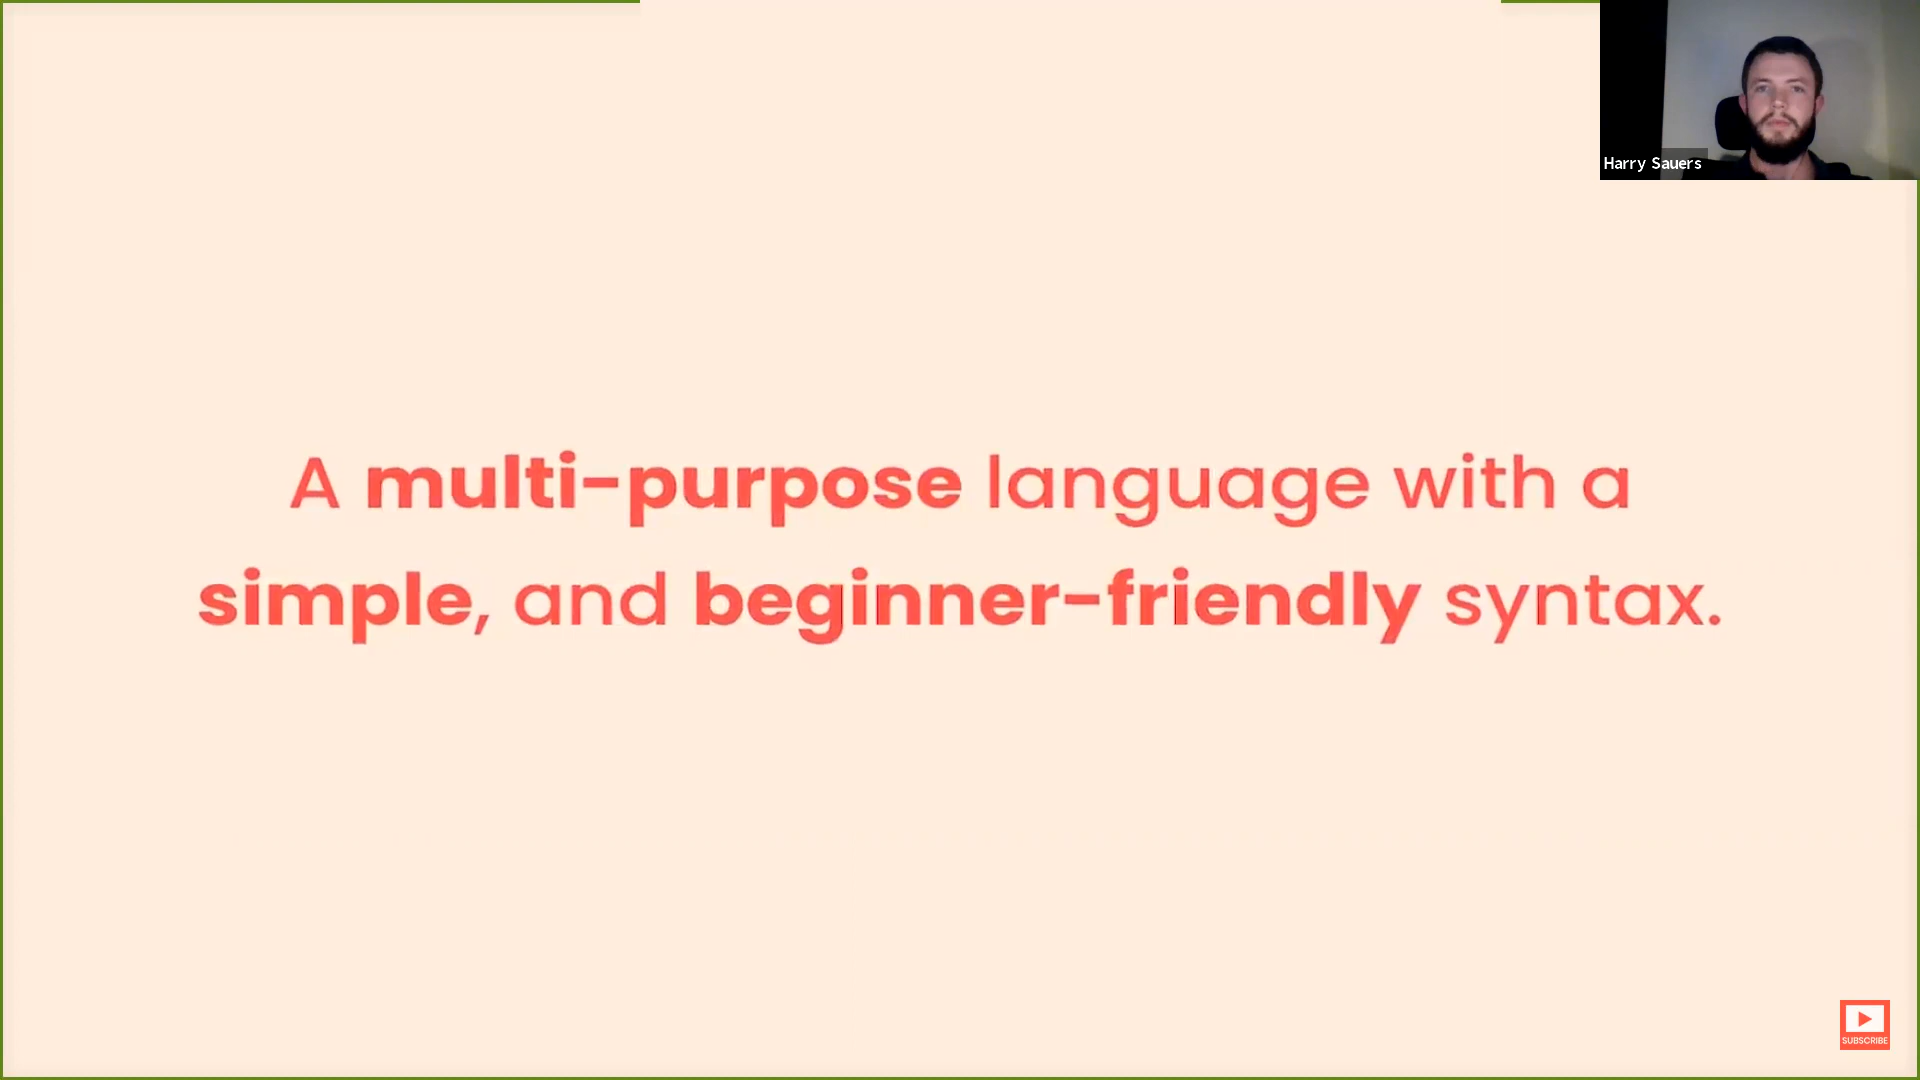 Harry Sauers
A multi-purpose language with a
simple, and beginner-friendly syntax.
SUBSCRIBE